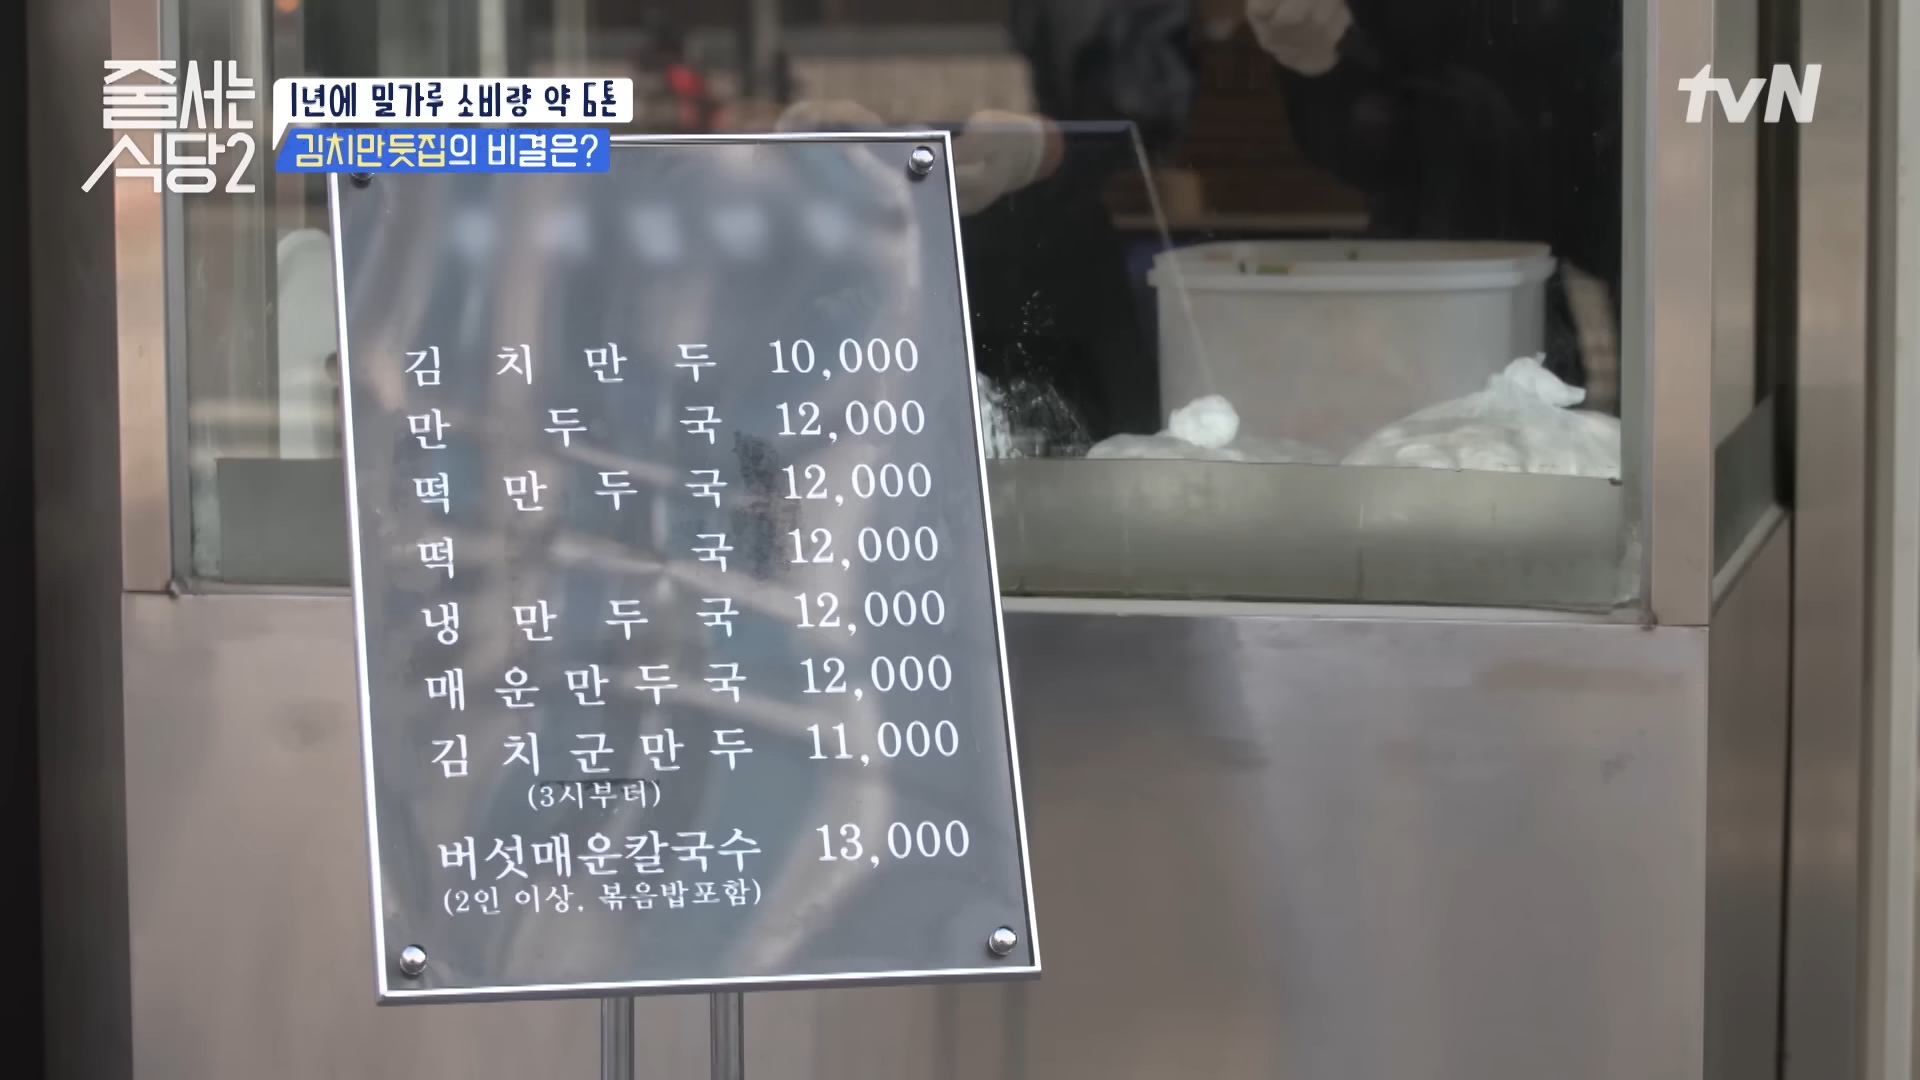 줄서는
식당2
1년에 밀가루 소비량 약 6톤
김치만둣집의 비결은?
tvN
김치만두 10,000
만두국 12,000
떡만두국 12,000
떡국 12,000
냉만두국 12,000
매운만두국 12,000
김치군만두 11,000
(3시부터)
버섯매운칼국수 13,000
(2인 이상, 볶음밥포함)